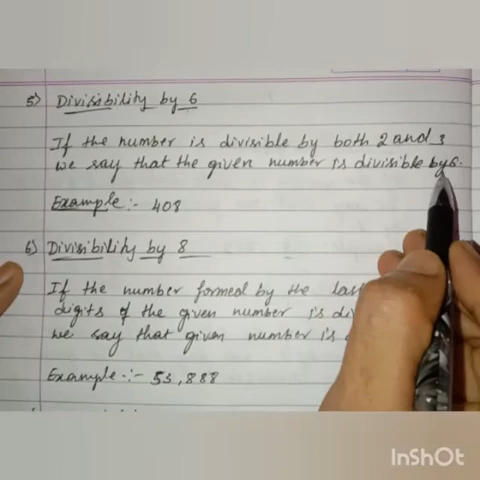 5) Divisibility by 6
If the number is divisible by both 2 and 3
we say that the given number is divisible by 6.
Example :- 408
6) Divisibility by 8
If the number formed by the
digits of the given number is
we say that given number is
Example :- 53,888
InShOt